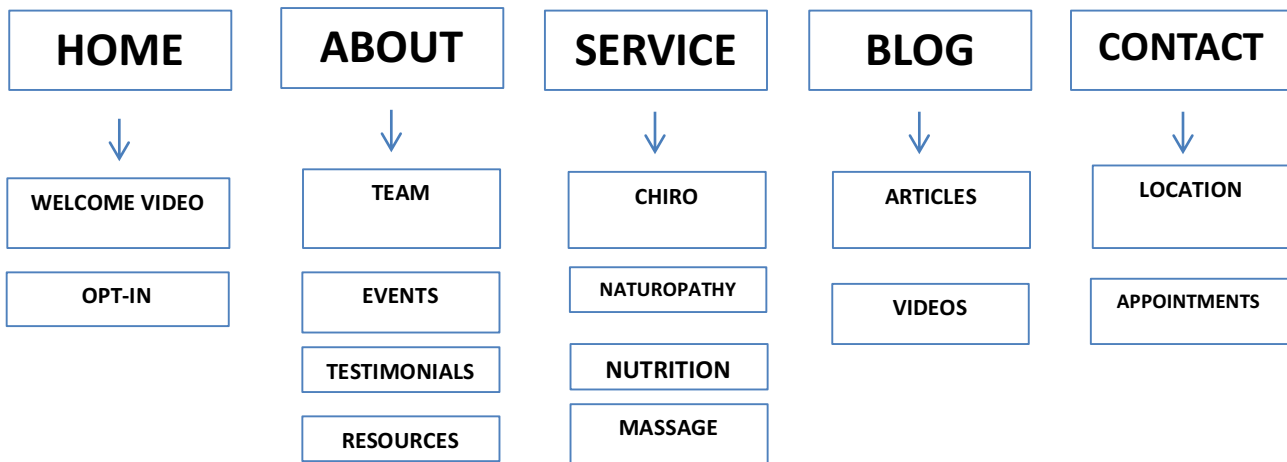 HOME
ABOUT
SERVICE
BLOG
CONTACT
WELCOME VIDEO
TEAM
CHIRO
ARTICLES
LOCATION
OPT-IN
EVENTS
NATUROPATHY
VIDEOS
APPOINTMENTS
TESTIMONIALS
NUTRITION
RESOURCES
MASSAGE